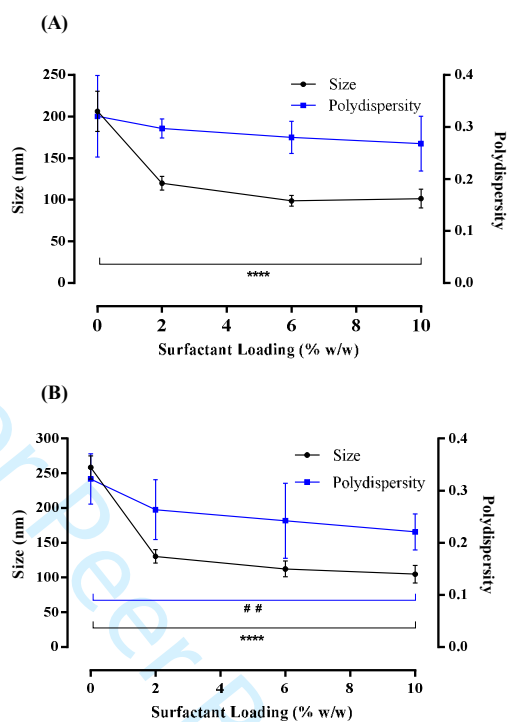 (A)
250
200
150
100
50
0
Size (nm)
Size
Polydispersity
0.4
0.3
0.2
0.1
0.0
Polydispersity
****
0 2 4 6 8 10
Surfactant Loading (% w/w)
(B)
300
250
200
150
100
50
0
Size (nm)
Size
Polydispersity
0.4
0.3
0.2
0.1
0.0
Polydispersity
# #
****
0 2 4 6 8 10
Surfactant Loading (% w/w)
er Peer